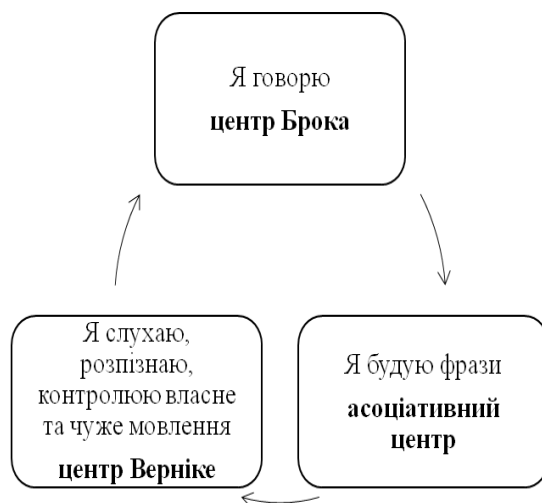 Я говорю
центр Брока
Я слухаю,
розпізнаю,
контролюю власне
та чуже мовлення
центр Верніке
Я будую фрази
асоціативний
центр